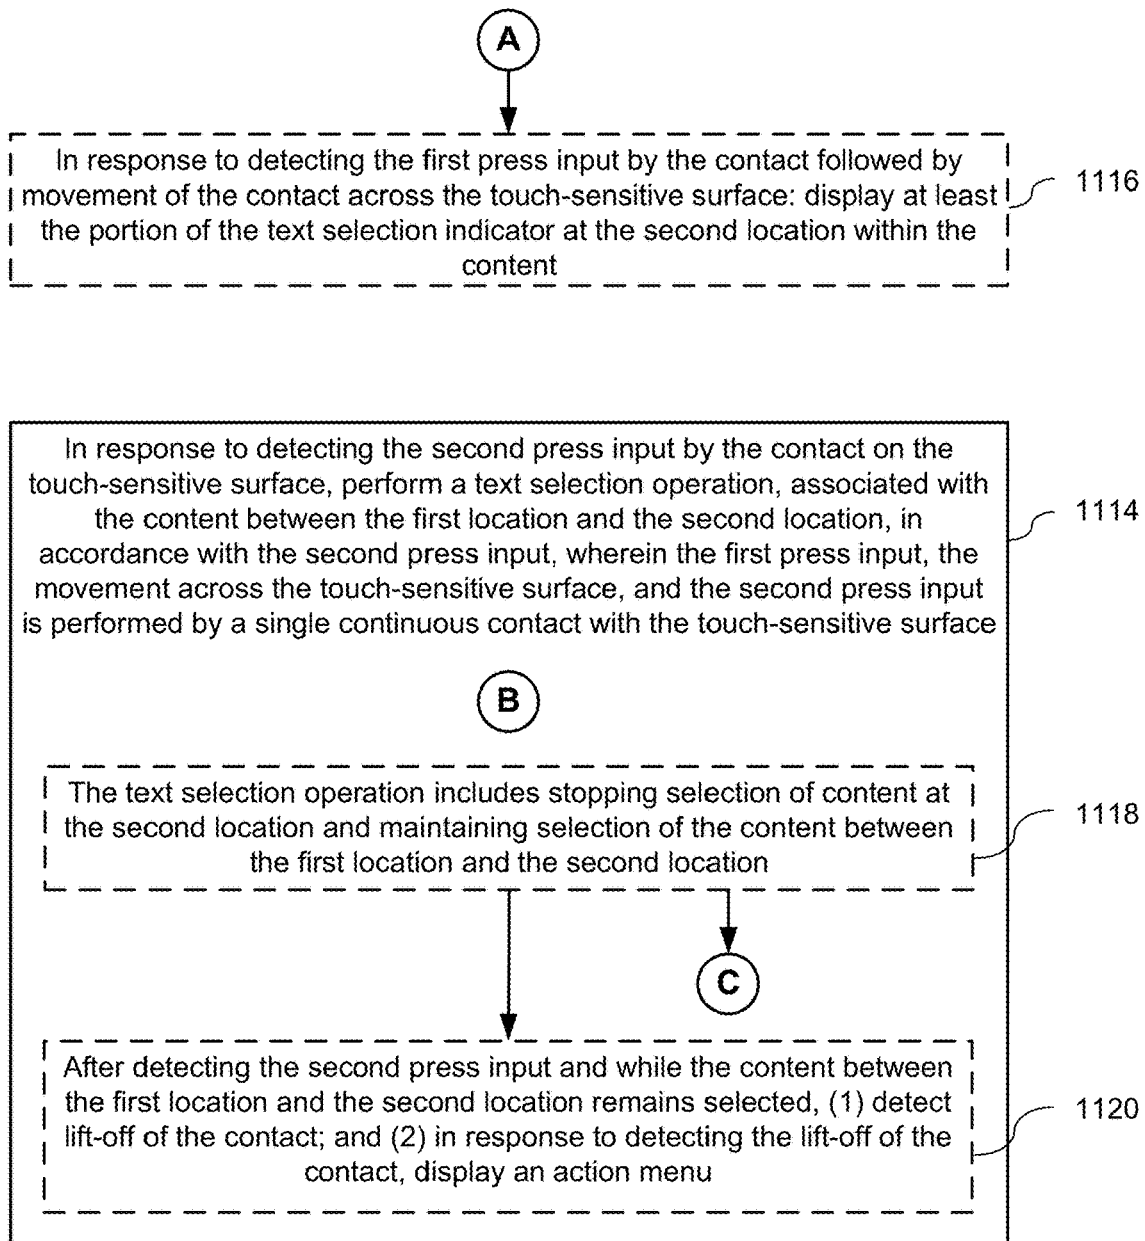 A
In response to detecting the first press input by the contact followed by
movement of the contact across the touch-sensitive surface: display at least
the portion of the text selection indicator at the second location within the
content
1116
In response to detecting the second press input by the contact on the
touch-sensitive surface, perform a text selection operation, associated with
the content between the first location and the second location, in
accordance with the second press input, wherein the first press input, the
movement across the touch-sensitive surface, and the second press input
is performed by a single continuous contact with the touch-sensitive surface
1114
B
The text selection operation includes stopping selection of content at
the second location and maintaining selection of the content between
the first location and the second location
1118
C
After detecting the second press input and while the content between
the first location and the second location remains selected, (1) detect
lift-off of the contact; and (2) in response to detecting the lift-off of the
contact, display an action menu
1120